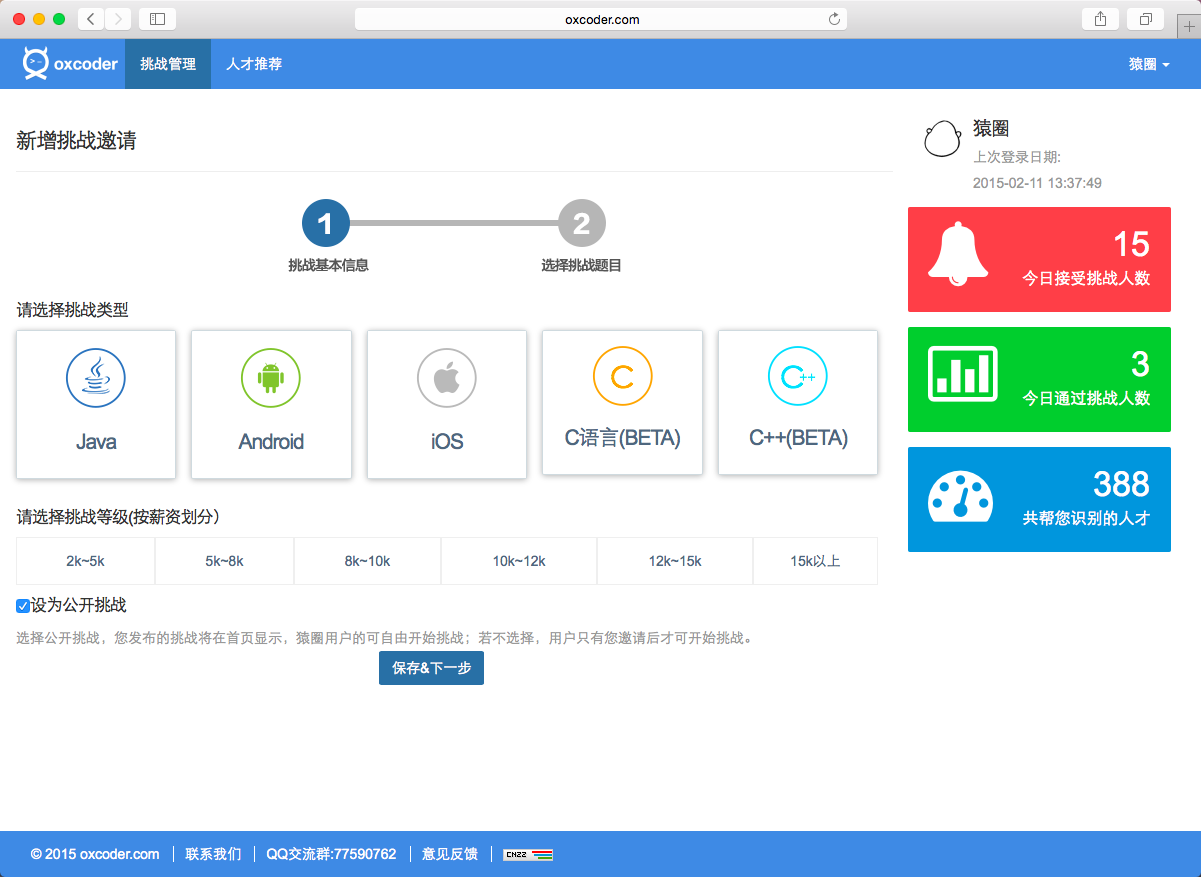 oxcoder.com
oxcoder
挑战管理
人才推荐
猿圈
新增挑战邀请
1
2
挑战基本信息
选择挑战题目
请选择挑战类型
Java
Android
iOS
C
C语言(BETA)
C++
C++(BETA)
请选择挑战等级(按薪资划分)
2k~5k
5k~8k
8k~10k
10k~12k
12k~15k
15k以上
设为公开挑战
选择公开挑战，您发布的挑战将在首页显示，猿圈用户的可自由开始挑战；若不选择，用户只有您邀请后才可开始挑战。
保存&下一步
猿圈
上次登录日期:
2015-02-11 13:37:49
15
今日接受挑战人数
3
今日通过挑战人数
388
共帮您识别的人才
© 2015 oxcoder.com
联系我们
QQ交流群:77590762
意见反馈
CNZZ